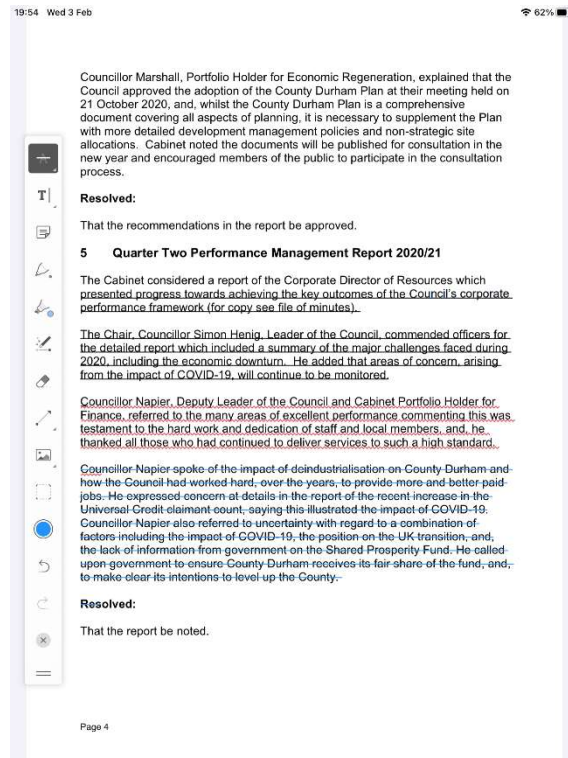 19:54 Wed 3 Feb
62%
Councillor Marshall, Portfolio Holder for Economic Regeneration, explained that the
Council approved the adoption of the County Durham Plan at their meeting held on
21 October 2020, and, whilst the County Durham Plan is a comprehensive
document covering all aspects of planning, it is necessary to supplement the Plan
with more detailed development management policies and non-strategic site
allocations. Cabinet noted the documents will be published for consultation in the
new year and encouraged members of the public to participate in the consultation
process.
Resolved:
That the recommendations in the report be approved.
5 Quarter Two Performance Management Report 2020/21
The Cabinet considered a report of the Corporate Director of Resources which
presented progress towards achieving the key outcomes of the Council's corporate
performance framework (for copy see file of minutes).
The Chair, Councillor Simon Henig, Leader of the Council, commended officers for
the detailed report which included a summary of the major challenges faced during
2020, including the economic downturn. He added that areas of concern, arising
from the impact of COVID-19, will continue to be monitored.
Councillor Napier, Deputy Leader of the Council and Cabinet Portfolio Holder for
Finance, referred to the many areas of excellent performance commenting this was
testament to the hard work and dedication of staff and local members, and, he
thanked all those who had continued to deliver services to such a high standard.
Councillor Napier spoke of the impact of deindustrialisation on County Durham and
how the Council had worked hard, over the years, to provide more and better paid
jobs. He expressed concern at details in the report of the recent increase in the
Universal Credit claimant count, saying this illustrated the impact of COVID-19.
Councillor Napier also referred to uncertainty with regard to a combination of
factors including the impact of COVID-19, the position on the UK transition, and,
the lack of information from government on the Shared Prosperity Fund. He called
upon government to ensure County Durham receives its fair share of the fund, and,
to make clear its intentions to level up the County.
Resolved:
That the report be noted.
Page 4